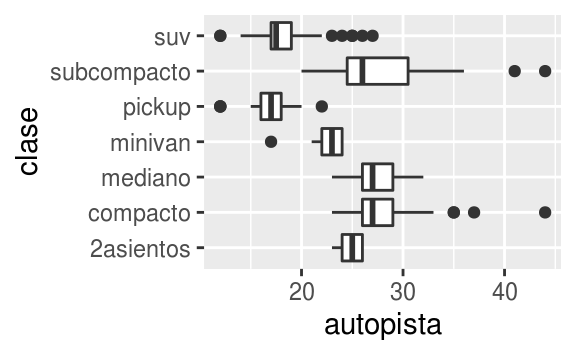 suv
subcompacto
pickup
minivan
mediano
compacto
2asientos
clase
20 30 40
autopista